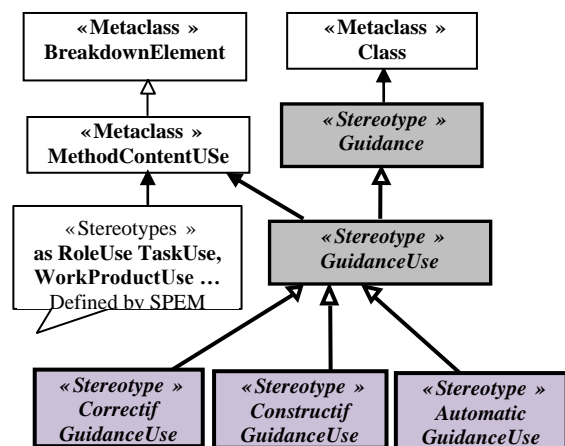 «Metaclass »
BreakdownElement
«Metaclass »
Class
«Metaclass »
MethodContentUSe
«Stereotype »
Guidance
«Stereotypes »
as RoleUse TaskUse,
WorkProductUse …
Defined by SPEM
«Stereotype »
GuidanceUse
«Stereotype »
Correctif
GuidanceUse
«Stereotype »
Constructif
GuidanceUse
«Stereotype »
Automatic
GuidanceUse